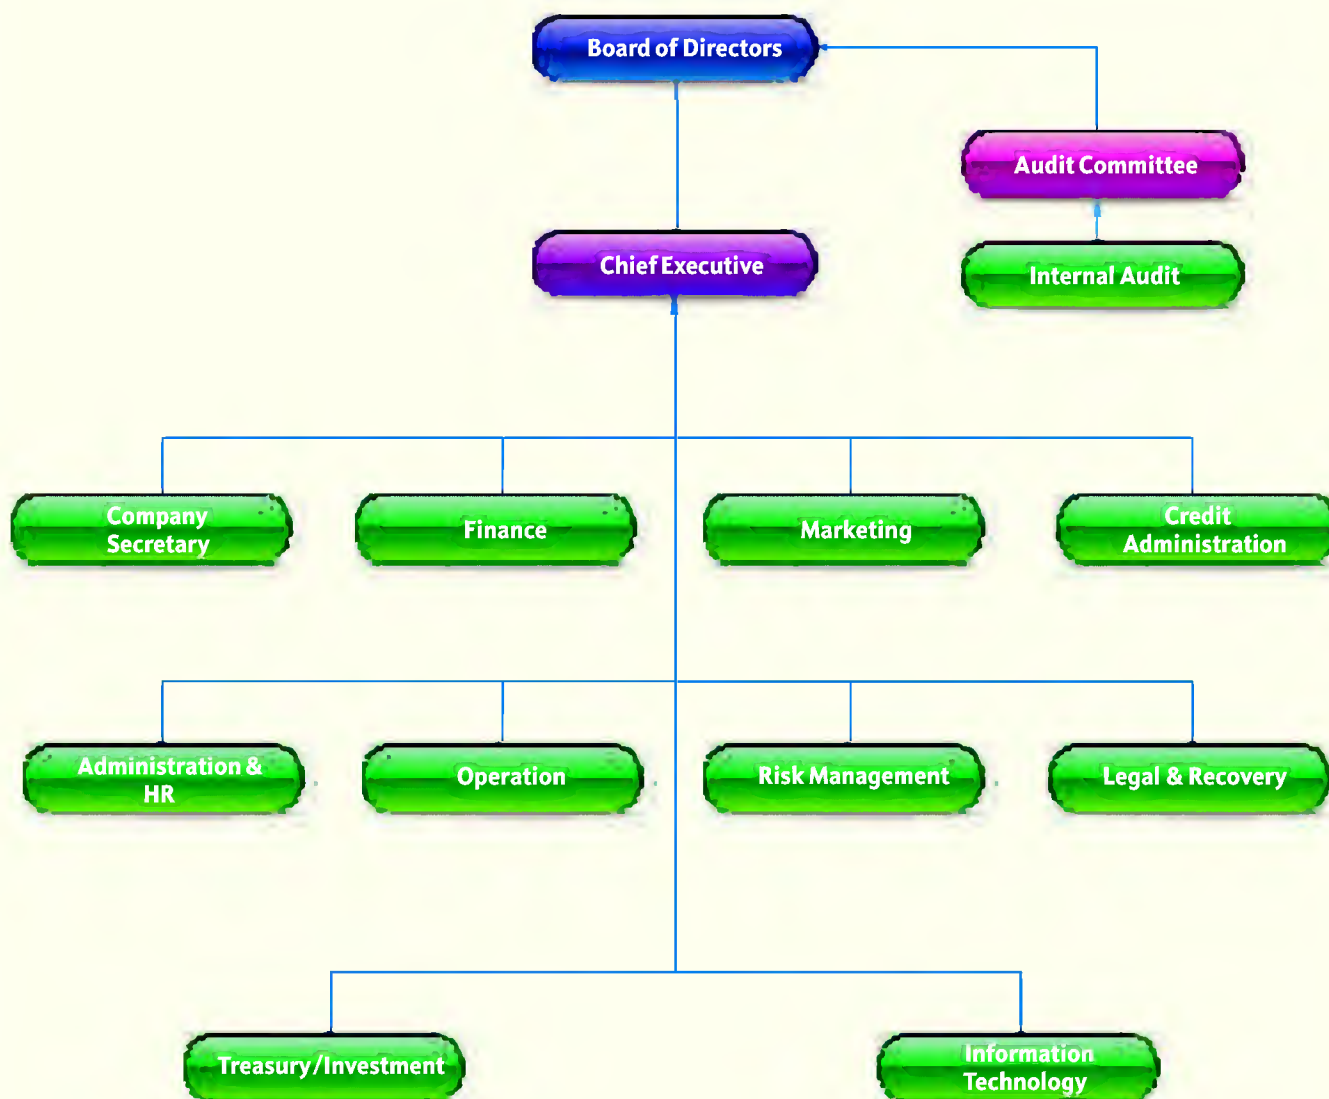 Board of Directors
Audit Committee
Chief Executive
Internal Audit
Company
Secretary
Finance
Marketing
Credit
Administration
Administration &
HR
Operation
Risk Management
Legal & Recovery
Treasury/Investment
Information
Technology